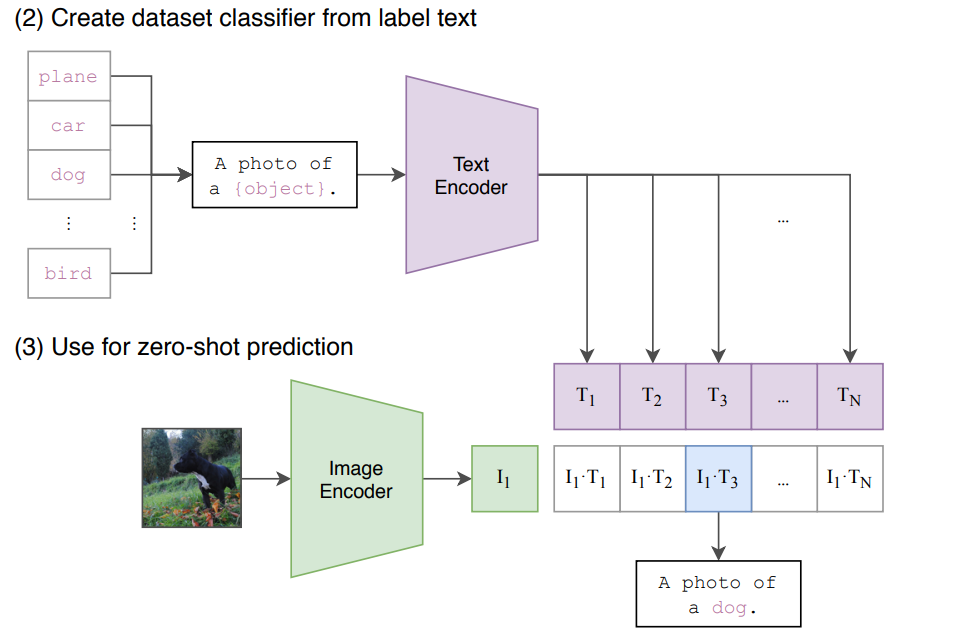 (2) Create dataset classifier from label text
plane
car
dog
⋮ ⋮
bird
A photo of
a {object}.
Text
Encoder
...
(3) Use for zero-shot prediction
T1 T2 T3 ... TN
Image
Encoder
I1
I1·T1 I1·T2 I1·T3 ... I1·TN
A photo of
a dog.